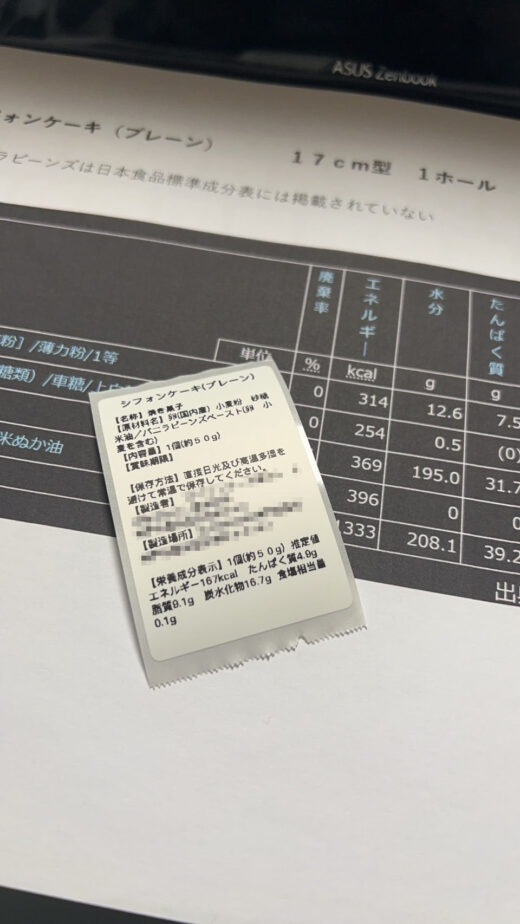 ASUS Zenbook
ォンケーキ（プレーン）　１７ｃｍ型　１ホール
ラビーンズは日本食品標準成分表には掲載されていない
廃棄率 エネルギー 水分 たんぱく質
単位 % kcal g g
粉］/薄力粉/1等 0 314 12.6 7.5
糖類）/車糖/上白 0 254 0.5 (0)
369 195.0 31.7
米ぬか油 396 0 0
1333 208.1 39.2
シフォンケーキ(プレーン)
【名称】焼き菓子
【原材料名】卵(国内産) 小麦粉 砂糖
米油／バニラビーンズペースト(卵 小
麦を含む)
【内容量】1個(約５０g)
【賞味期限】
【保存方法】直接日光及び高温多湿を
避けて常温で保存してください。
【製造者】
【製造場所】
【栄養成分表示】1個(約５０g) 推定値
エネルギー167kcal たんぱく質4.9g
脂質9.1g 炭水化物16.7g 食塩相当量
0.1g